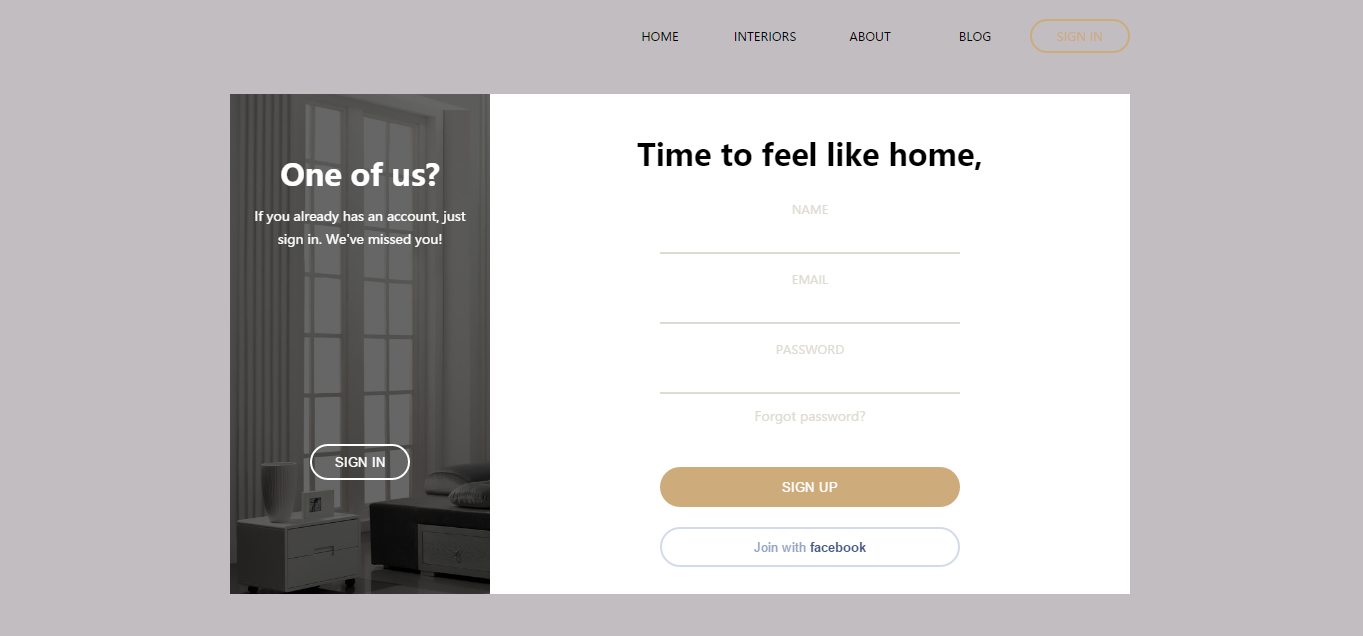 HOME INTERIORS ABOUT BLOG SIGN IN
One of us?
If you already has an account, just
sign in. We've missed you!
SIGN IN
Time to feel like home,
NAME
EMAIL
PASSWORD
Forgot password?
SIGN UP
Join with facebook